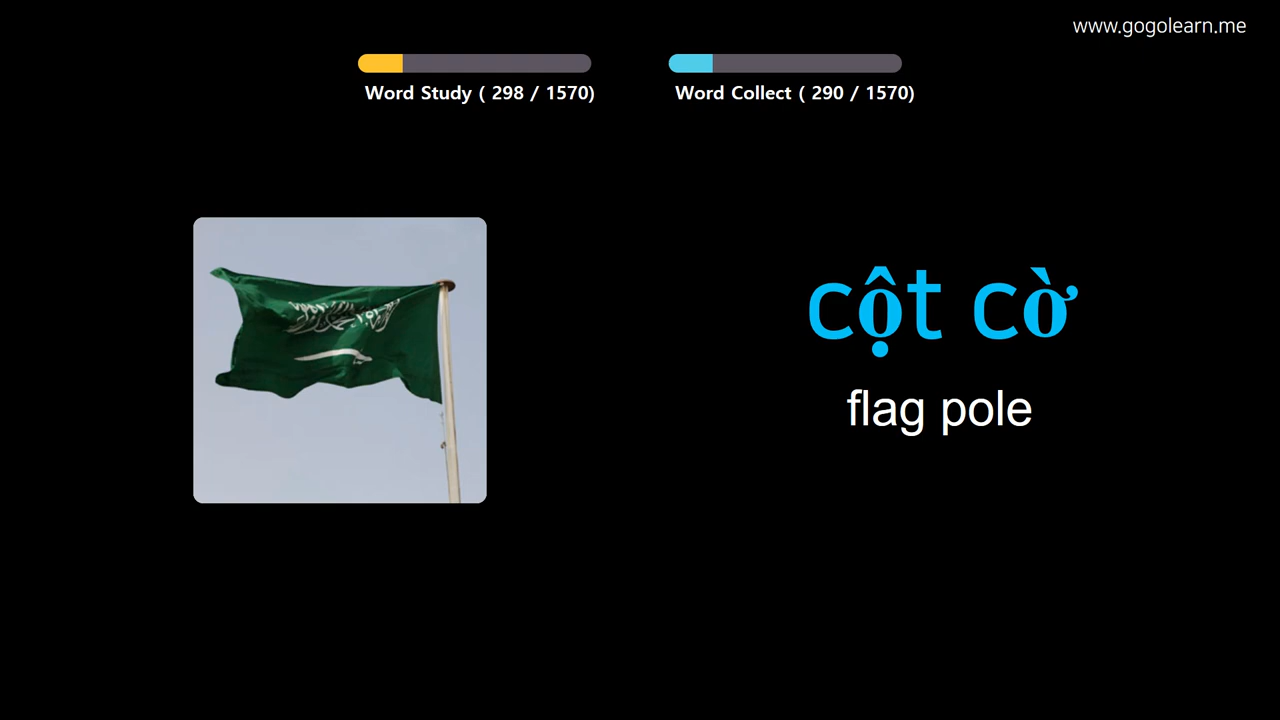 www.gogolearn.me
Word Study ( 298 / 1570)
Word Collect ( 290 / 1570)
cột cờ
flag pole